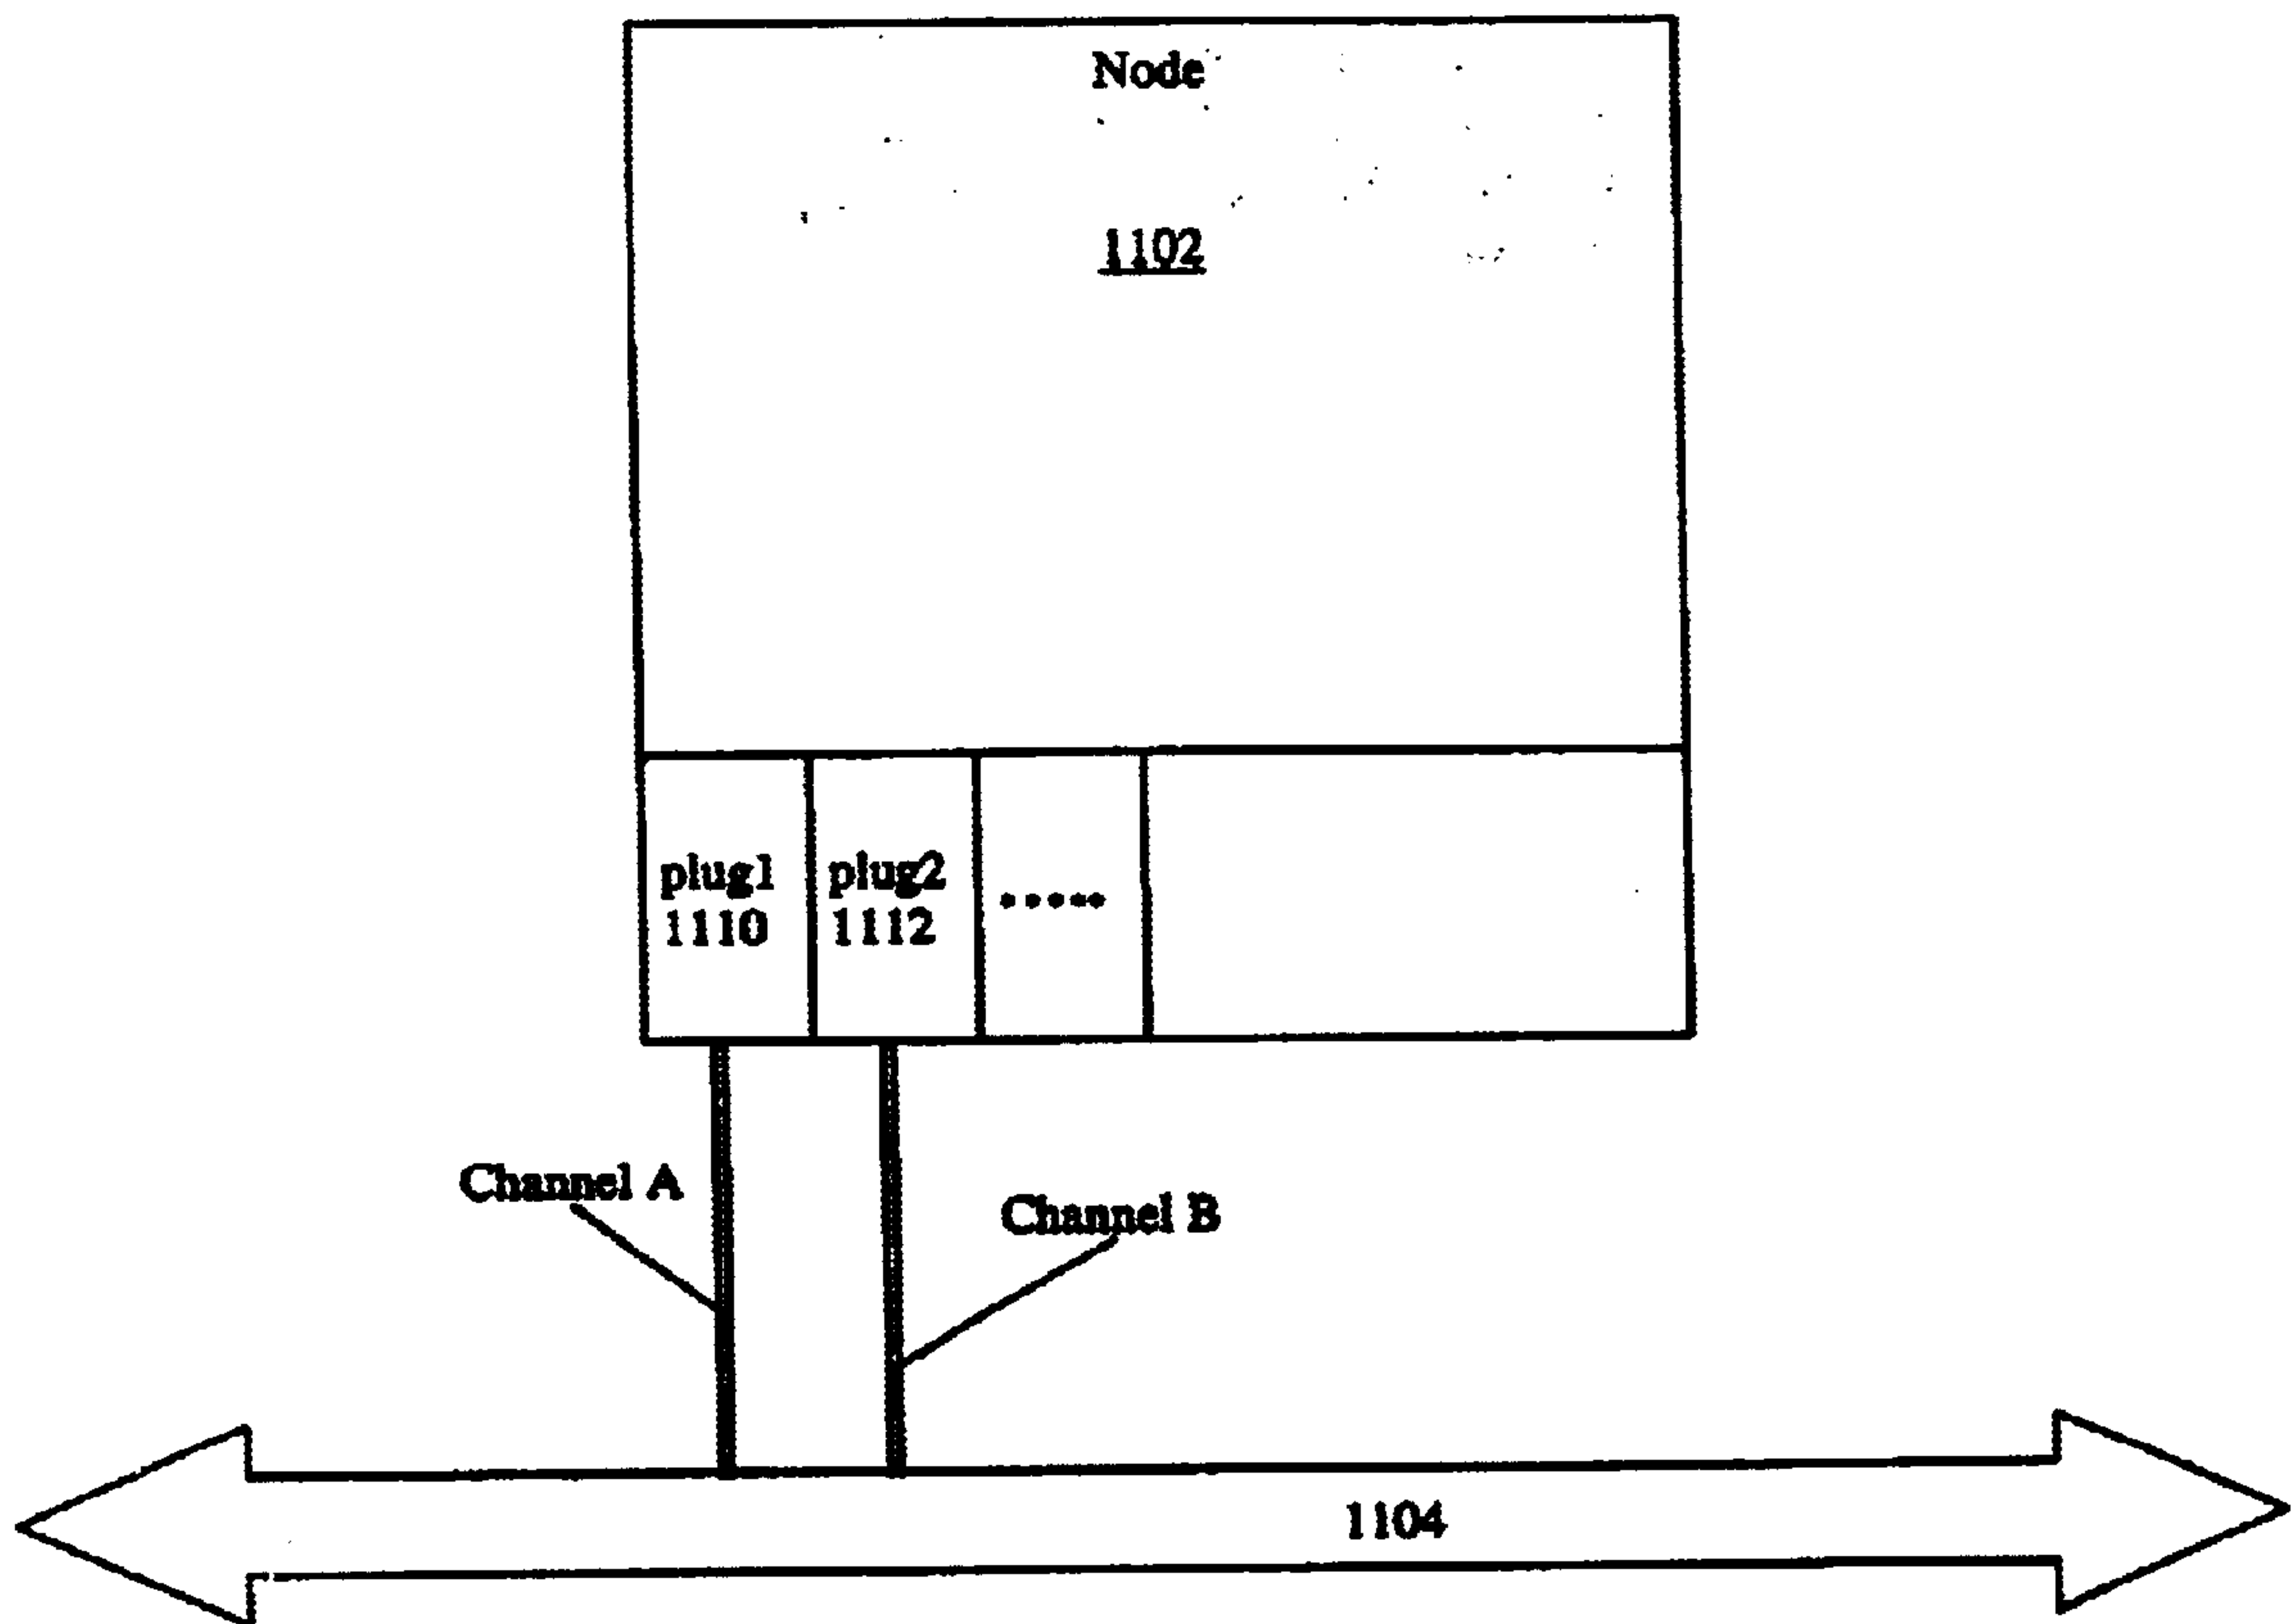 Node
1102
plug1
1110
plug2
1112
.....
Channel A
Channel B
1104